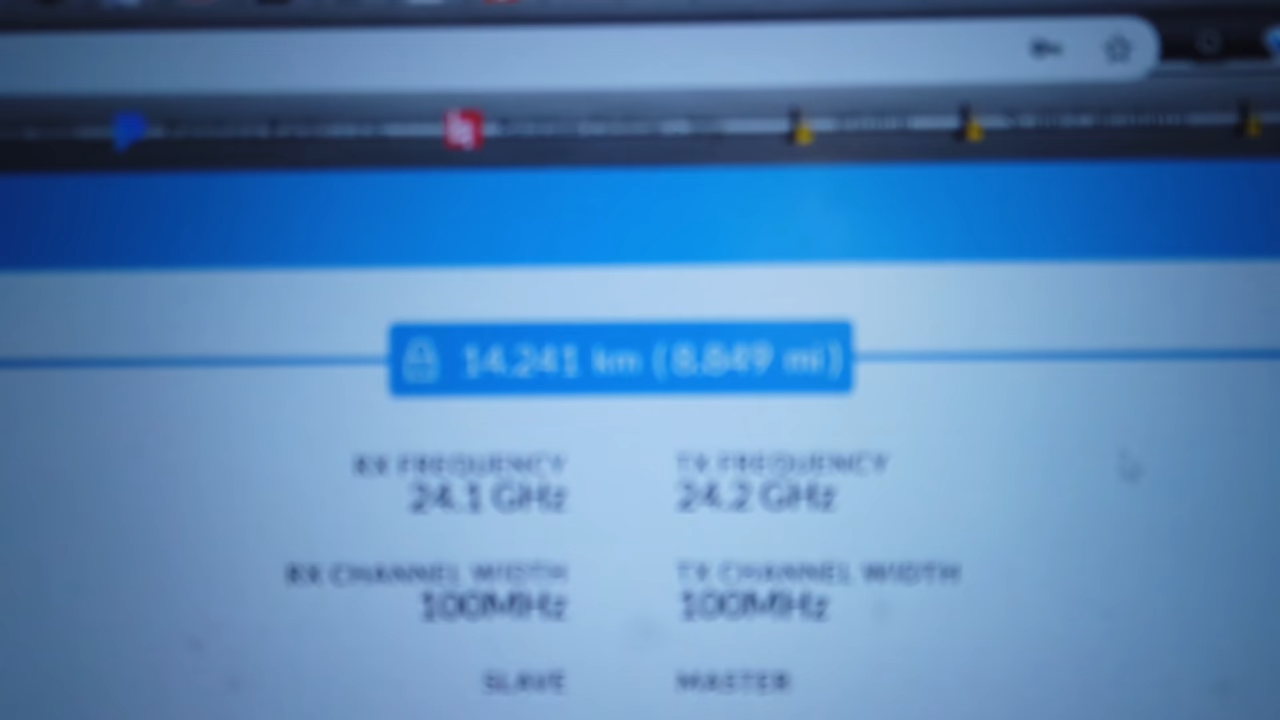 14.241 km (8.849 mi)
RX FREQUENCY TX FREQUENCY
24.1 GHz 24.2 GHz
RX CHANNEL WIDTH TX CHANNEL WIDTH
100MHz 100MHz
SLAVE MASTER